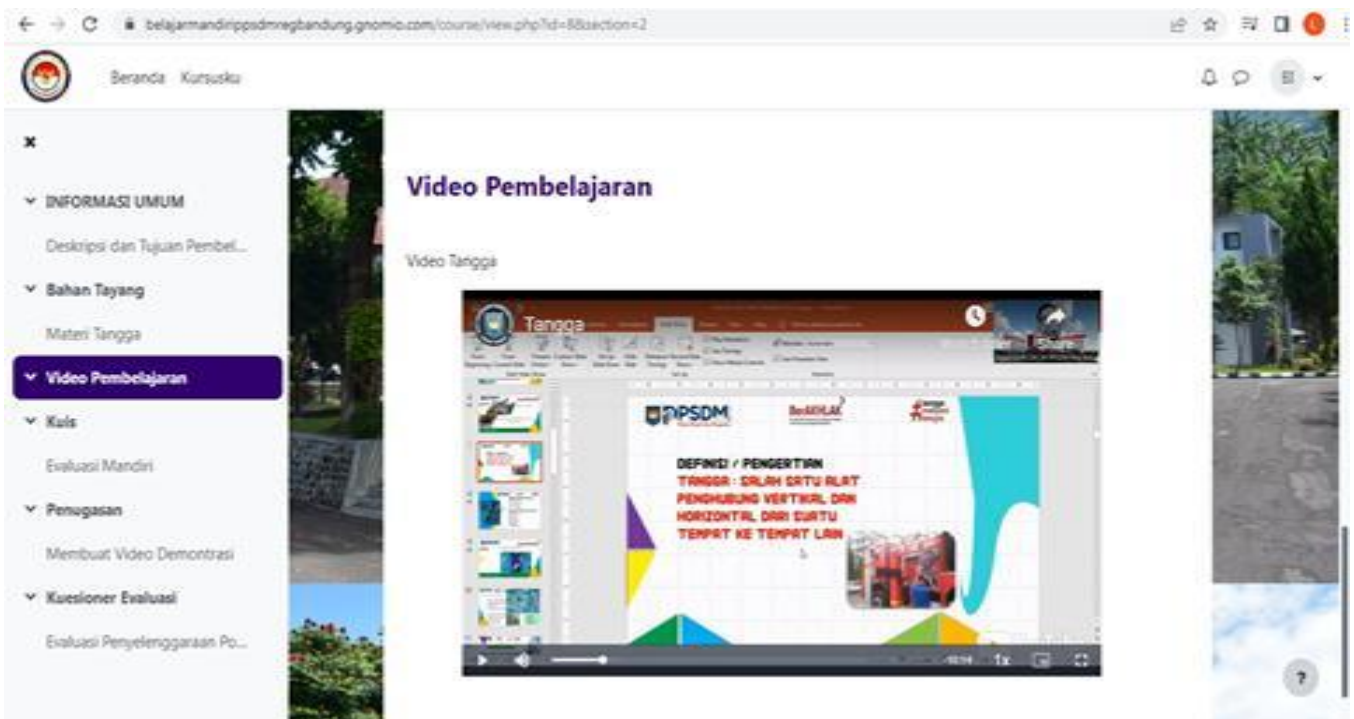 belajarmandirippsdmregbandung.gnomio.com/course/view.php?id=8&section=2
Beranda Kursusku
INFORMASI UMUM
Deskripsi dan Tujuan Pembel...
Bahan Tayang
Materi Tangga
Video Pembelajaran
Kuis
Evaluasi Mandiri
Penugasan
Membuat Video Demontrasi
Kuesioner Evaluasi
Evaluasi Penyelenggaraan Po...
Video Pembelajaran
Video Tangga
Tangga
Share
PPSDM
BerAKHLAK
DEFINISI / PENGERTIAN
TANGGA : SALAH SATU ALAT
PENGHUBUNG VERTIKAL DAN
HORIZONTAL DARI SUATU
TEMPAT KE TEMPAT LAIN
1x
?